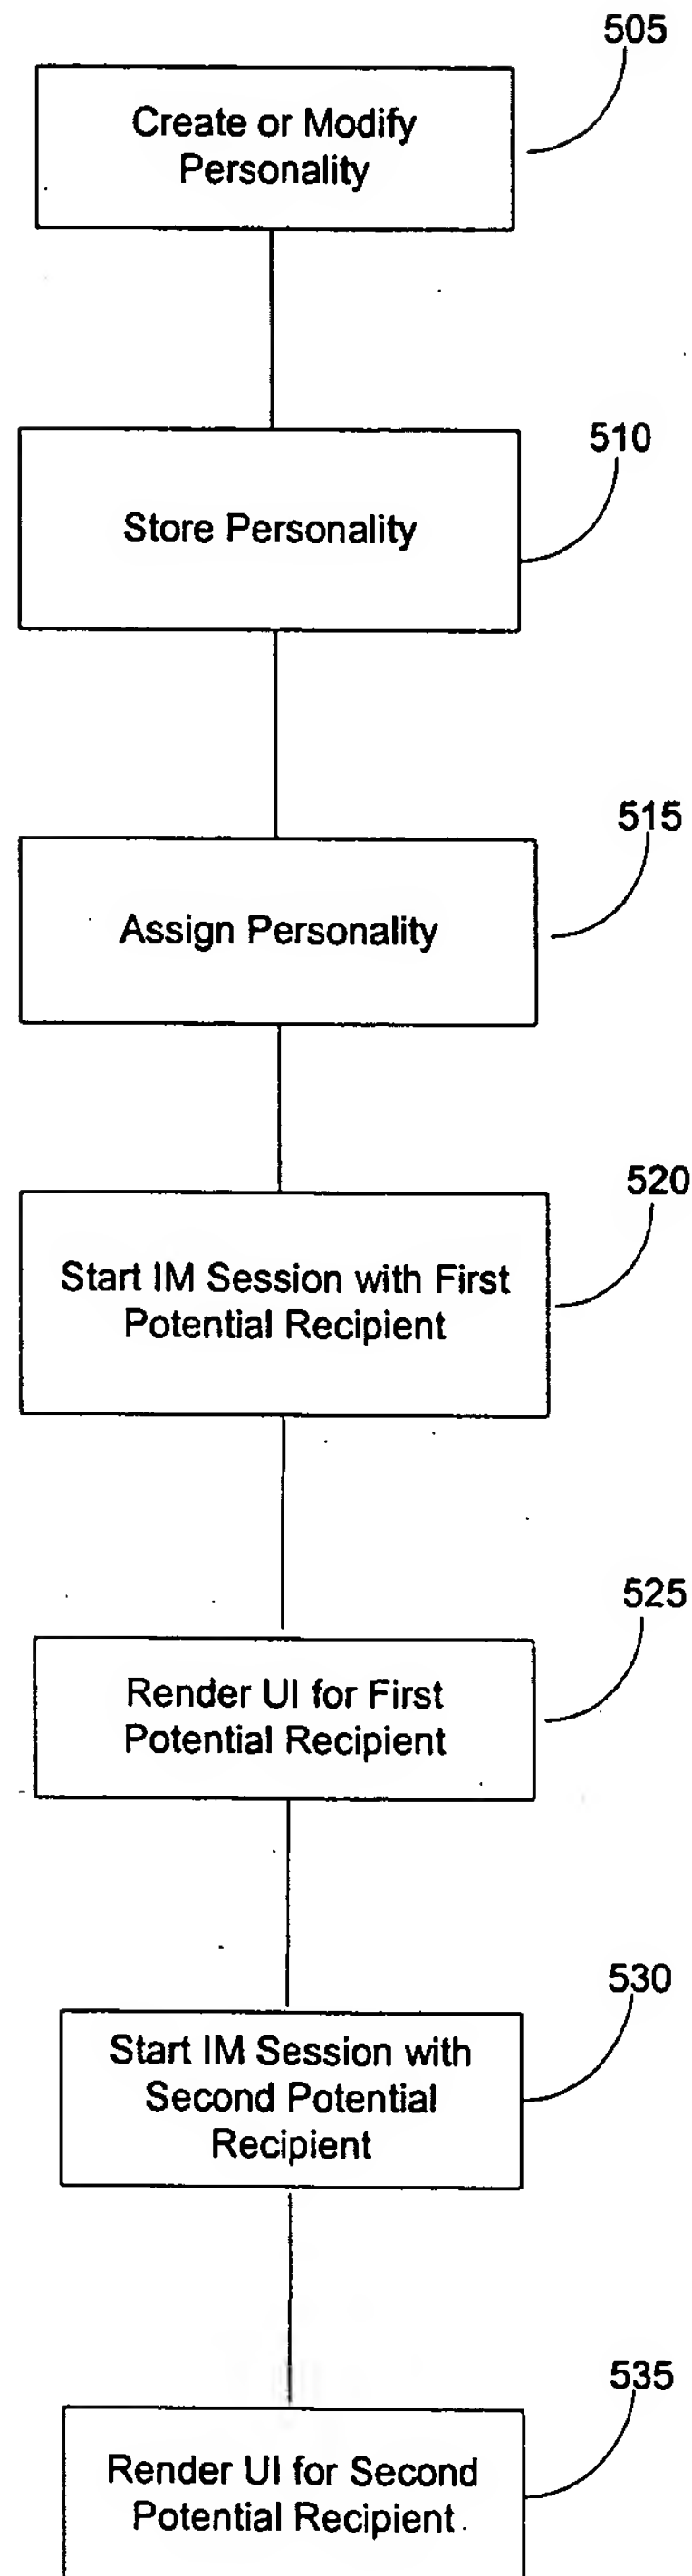 505
Create or Modify
Personality
510
Store Personality
515
Assign Personality
520
Start IM Session with First
Potential Recipient
525
Render UI for First
Potential Recipient
530
Start IM Session with
Second Potential
Recipient
535
Render UI for Second
Potential Recipient